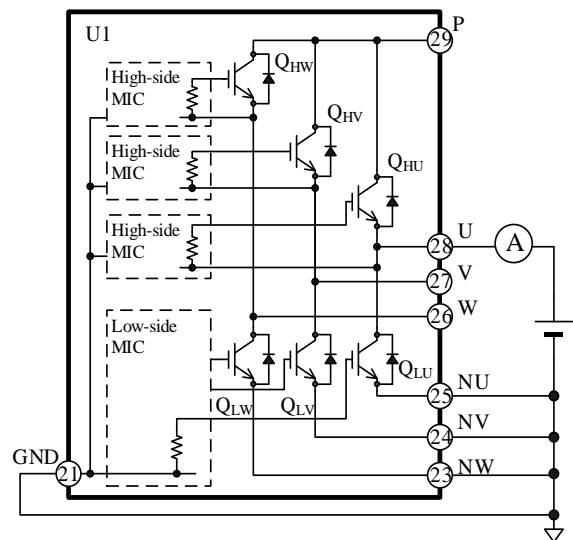 U1
P
29
QHW
High-side
MIC
QHV
High-side
MIC
QHU
High-side
MIC
U
28
A
V
27
W
26
Low-side
MIC
QLW
QLV
QLU
NU
25
NV
24
GND
21
NW
23